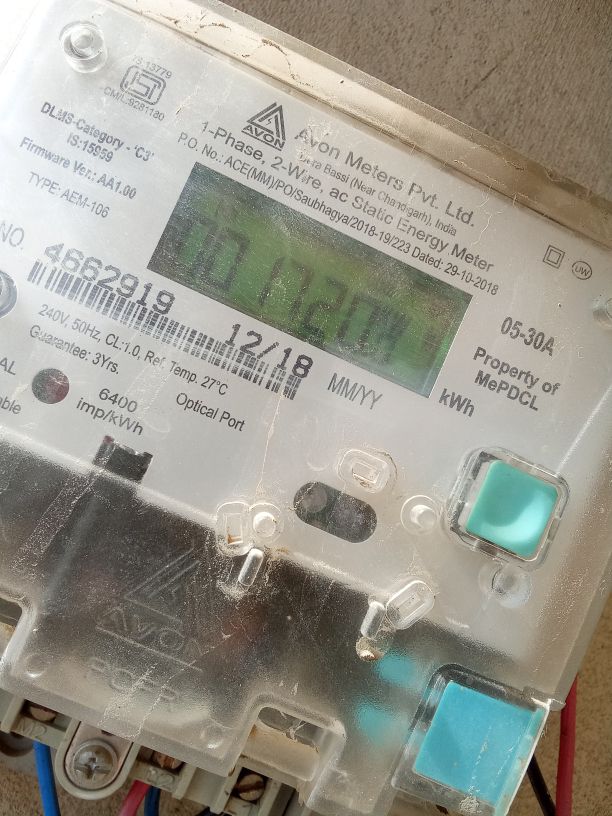 IS 13779
CM/L:9281180
DLMS-Category - 'C3'
IS:15959
Firmware Ver.: AA1.00
TYPE: AEM-106
AVON
Avon Meters Pvt. Ltd.
Dera Bassi (Near Chandigarh), India
1-Phase, 2-Wire, ac Static Energy Meter
P.O. No.: ACE(MM)/PO/Saubhagya/2018-19/223 Dated: 29-10-2018
UW
NO. 4662919
12/18 MM/YY
kWh
05-30A
Property of
MePDCL
240V, 50Hz, CL:1.0, Ref. Temp. 27°C
Guarantee: 3Yrs.
6400
imp/kWh
Optical Port
AVON